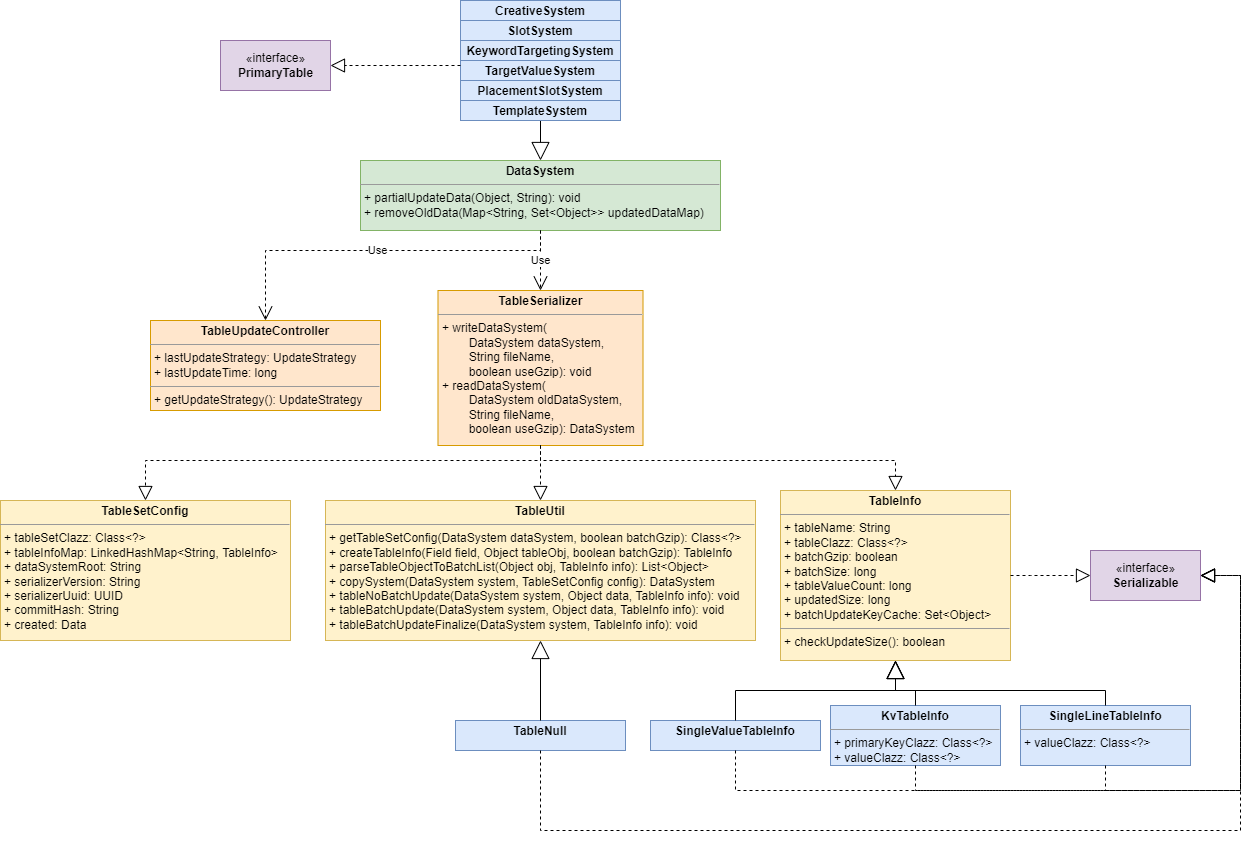 CreativeSystem
SlotSystem
KeywordTargetingSystem
TargetValueSystem
PlacementSlotSystem
TemplateSystem
«interface»
PrimaryTable
DataSystem
+ partialUpdateData(Object, String): void
+ removeOldData(Map<String, Set<Object>> updatedDataMap)
Use
Use
TableUpdateController
+ lastUpdateStrategy: UpdateStrategy
+ lastUpdateTime: long
+ getUpdateStrategy(): UpdateStrategy
TableSerializer
+ writeDataSystem(
DataSystem dataSystem,
String fileName,
boolean useGzip): void
+ readDataSystem(
DataSystem oldDataSystem,
String fileName,
boolean useGzip): DataSystem
TableSetConfig
+ tableSetClazz: Class<?>
+ tableInfoMap: LinkedHashMap<String, TableInfo>
+ dataSystemRoot: String
+ serializerVersion: String
+ serializerUuid: UUID
+ commitHash: String
+ created: Data
TableUtil
+ getTableSetConfig(DataSystem dataSystem, boolean batchGzip): Class<?>
+ createTableInfo(Field field, Object tableObj, boolean batchGzip): TableInfo
+ parseTableObjectToBatchList(Object obj, TableInfo info): List<Object>
+ copySystem(DataSystem system, TableSetConfig config): DataSystem
+ tableNoBatchUpdate(DataSystem system, Object data, TableInfo info): void
+ tableBatchUpdate(DataSystem system, Object data, TableInfo info): void
+ tableBatchUpdateFinalize(DataSystem system, TableInfo info): void
TableInfo
+ tableName: String
+ tableClazz: Class<?>
+ batchGzip: boolean
+ batchSize: long
+ tableValueCount: long
+ updatedSize: long
+ batchUpdateKeyCache: Set<Object>
+ checkUpdateSize(): boolean
«interface»
Serializable
TableNull
SingleValueTableInfo
KvTableInfo
+ primaryKeyClazz: Class<?>
+ valueClazz: Class<?>
SingleLineTableInfo
+ valueClazz: Class<?>